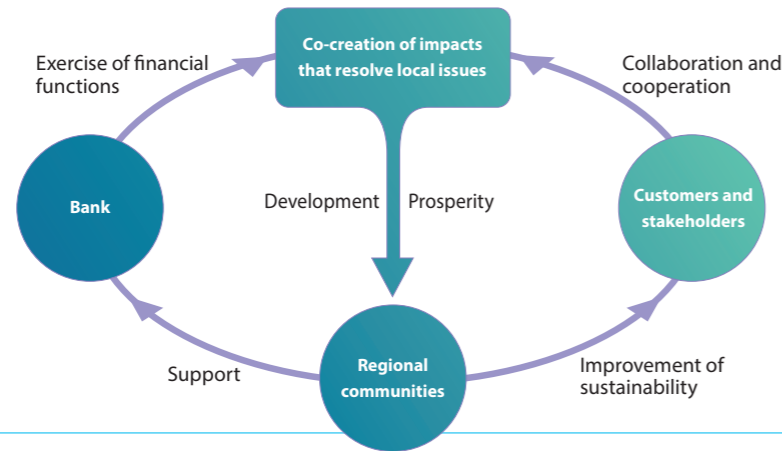 Co-creation of impacts
that resolve local issues
Exercise of financial
functions
Collaboration and
cooperation
Bank
Development
Prosperity
Customers and
stakeholders
Regional
communities
Support
Improvement of
sustainability